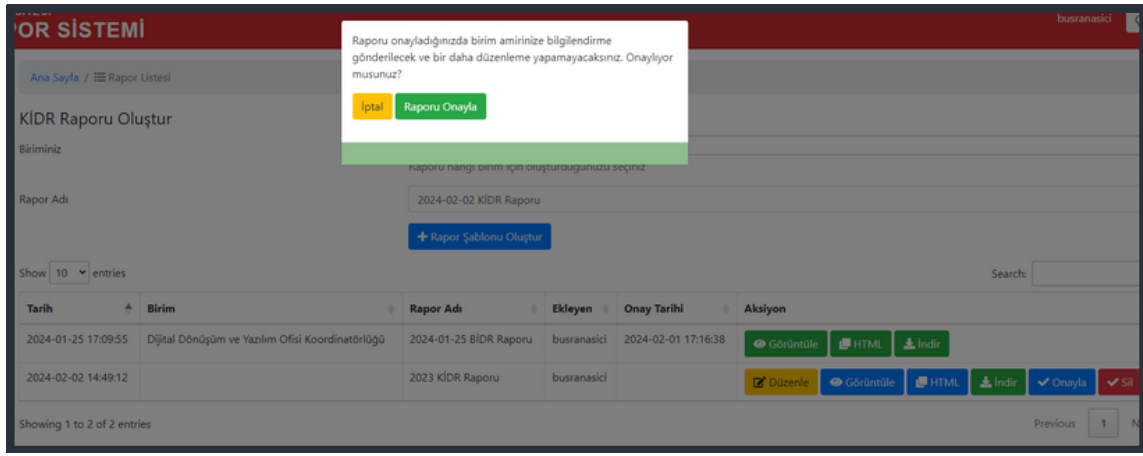 OR SİSTEMİ
busranasici
Raporu onayladığınızda birim amirinize bilgilendirme
gönderilecek ve bir daha düzenleme yapamayacaksınız. Onaylıyor
musunuz?
İptal Raporu Onayla
Ana Sayfa / Rapor Listesi
KİDR Raporu Oluştur
Biriminiz
Raporu hangi birim için oluşturduğunuzu seçiniz
Rapor Adı
2024-02-02 KİDR Raporu
+ Rapor Şablonu Oluştur
Show 10 entries
Search:
Tarih Birim Rapor Adı Ekleyen Onay Tarihi Aksiyon
2024-01-25 17:09:55 Dijital Dönüşüm ve Yazılım Ofisi Koordinatörlüğü 2024-01-25 BİDR Raporu busranasici 2024-02-01 17:16:38 Görüntüle HTML İndir
2024-02-02 14:49:12 2023 KİDR Raporu busranasici Düzenle Görüntüle HTML İndir Onayla Sil
Showing 1 to 2 of 2 entries
Previous 1 N